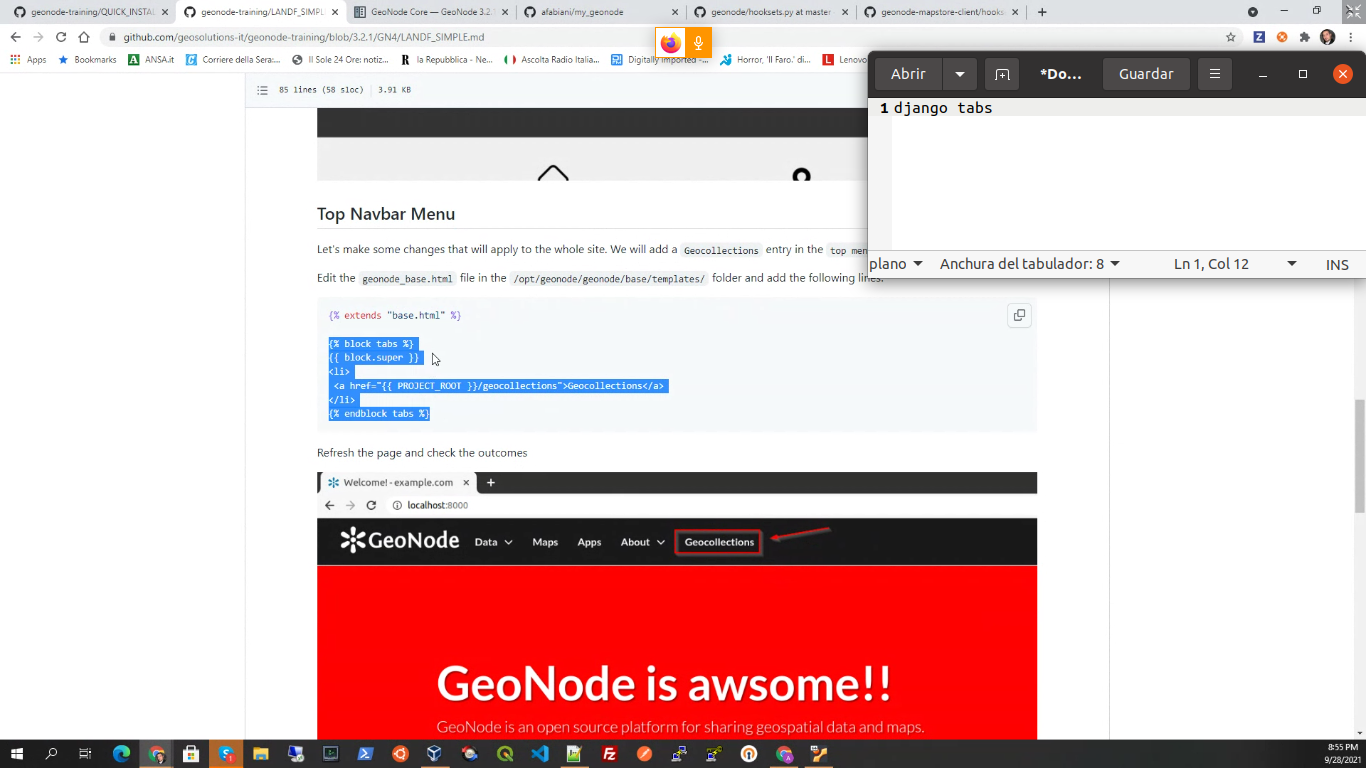 geonode-training/QUICK_INSTAL
geonode-training/LANDF_SIMPLE
GeoNode Core — GeoNode 3.2.
afabiani/my_geonode
geonode/hooksets.py at master
geonode-mapstore-client/hooks
github.com/geosolutions-it/geonode-training/blob/3.2.1/GN4/LANDF_SIMPLE.md
Apps
Bookmarks
ANSA.it
Corriere della Sera:...
Il Sole 24 Ore: notiz...
la Repubblica - Ne...
Ascolta Radio Italia...
Digitally Imported -...
Horror, 'Il Faro.' di...
Lenovo
Abrir
*Do...
Guardar
85 lines (58 sloc)
3.91 KB
1 django tabs
Top Navbar Menu
Let's make some changes that will apply to the whole site. We will add a Geocollections entry in the top men
plano
Anchura del tabulador: 8
Ln 1, Col 12
INS
Edit the geonode_base.html file in the /opt/geonode/geonode/base/templates/ folder and add the following lines:
{% extends "base.html" %}
{% block tabs %}
{{ block.super }}
<li>
<a href="{{ PROJECT_ROOT }}/geocollections">Geocollections</a>
</li>
{% endblock tabs %}
Refresh the page and check the outcomes
Welcome! - example.com
localhost:8000
GeoNode
Data
Maps
Apps
About
Geocollections
GeoNode is awsome!!
GeoNode is an open source platform for sharing geospatial data and maps.
8:55 PM
9/28/2021